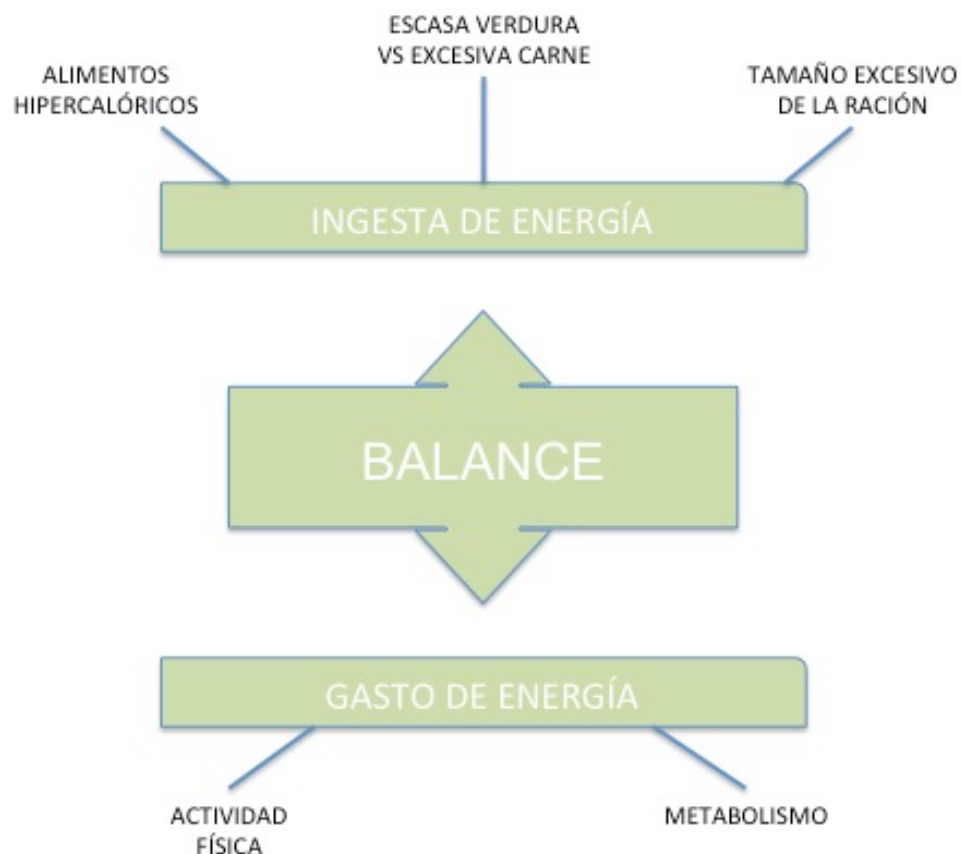 ESCASA VERDURA
VS EXCESIVA CARNE
ALIMENTOS
HIPERCALÓRICOS
TAMAÑO EXCESIVO
DE LA RACIÓN
INGESTA DE ENERGÍA
BALANCE
GASTO DE ENERGÍA
ACTIVIDAD
FÍSICA
METABOLISMO